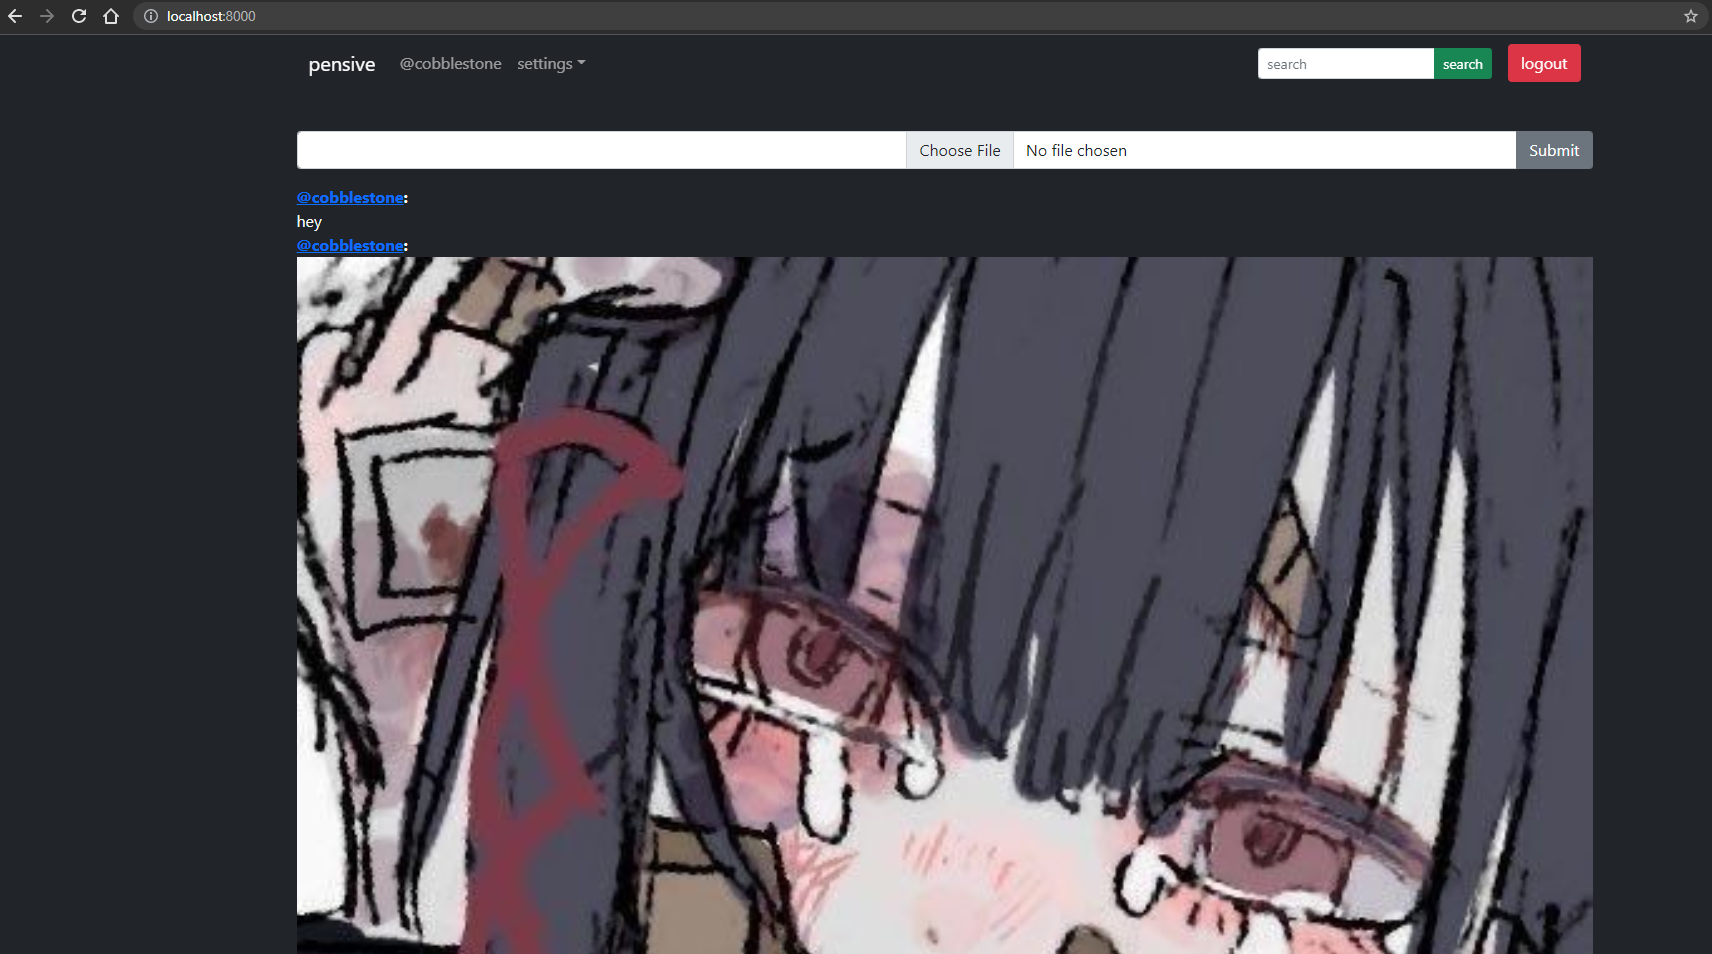 localhost:8000
pensive @cobblestone settings search search logout
Choose File No file chosen Submit
@cobblestone:
hey
@cobblestone: